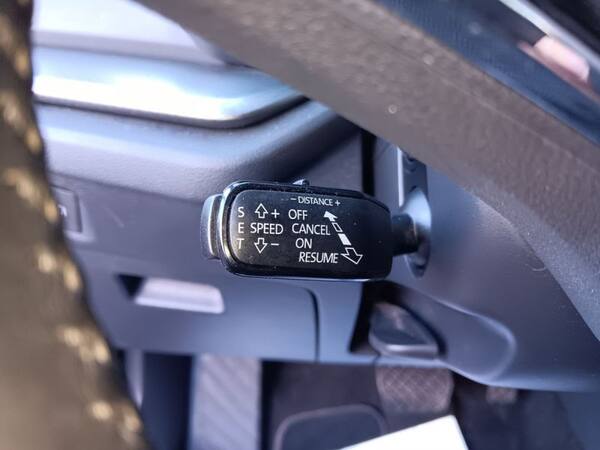 − DISTANCE +
S + OFF
E SPEED CANCEL
T − ON
RESUME